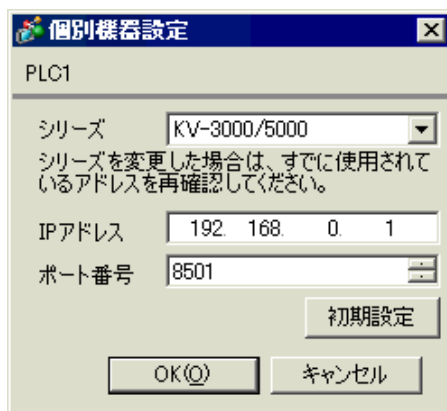 個別機器設定
PLC1
シリーズ KV-3000/5000
シリーズを変更した場合は、すでに使用されて
いるアドレスを再確認してください。
IPアドレス 192. 168. 0. 1
ポート番号 8501
初期設定
OK(O) キャンセル